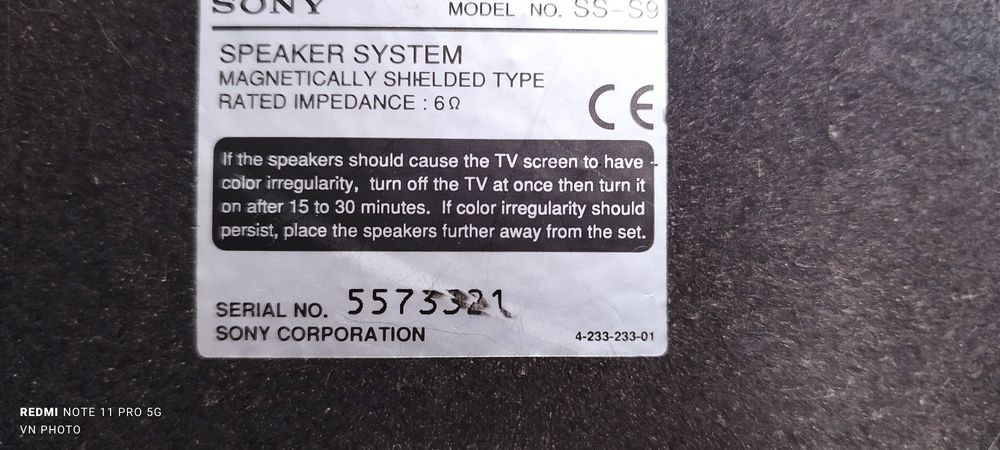 SONY
MODEL NO. SS-S9
SPEAKER SYSTEM
MAGNETICALLY SHIELDED TYPE
RATED IMPEDANCE : 6Ω
CE
If the speakers should cause the TV screen to have
color irregularity, turn off the TV at once then turn it
on after 15 to 30 minutes. If color irregularity should
persist, place the speakers further away from the set.
SERIAL NO. 5573321
SONY CORPORATION
4-233-233-01
REDMI NOTE 11 PRO 5G
VN PHOTO